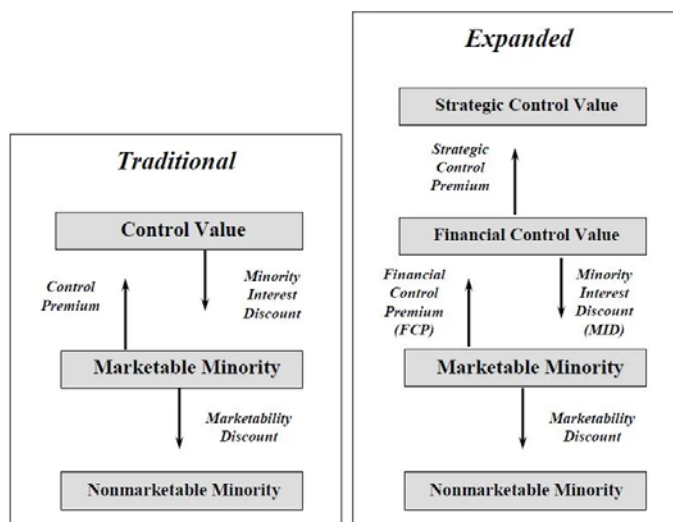 Traditional
Control Value
Control
Premium
Minority
Interest
Discount
Marketable Minority
Marketability
Discount
Nonmarketable Minority
Expanded
Strategic Control Value
Strategic
Control
Premium
Financial Control Value
Financial
Control
Premium
(FCP)
Minority
Interest
Discount
(MID)
Marketable Minority
Marketability
Discount
Nonmarketable Minority